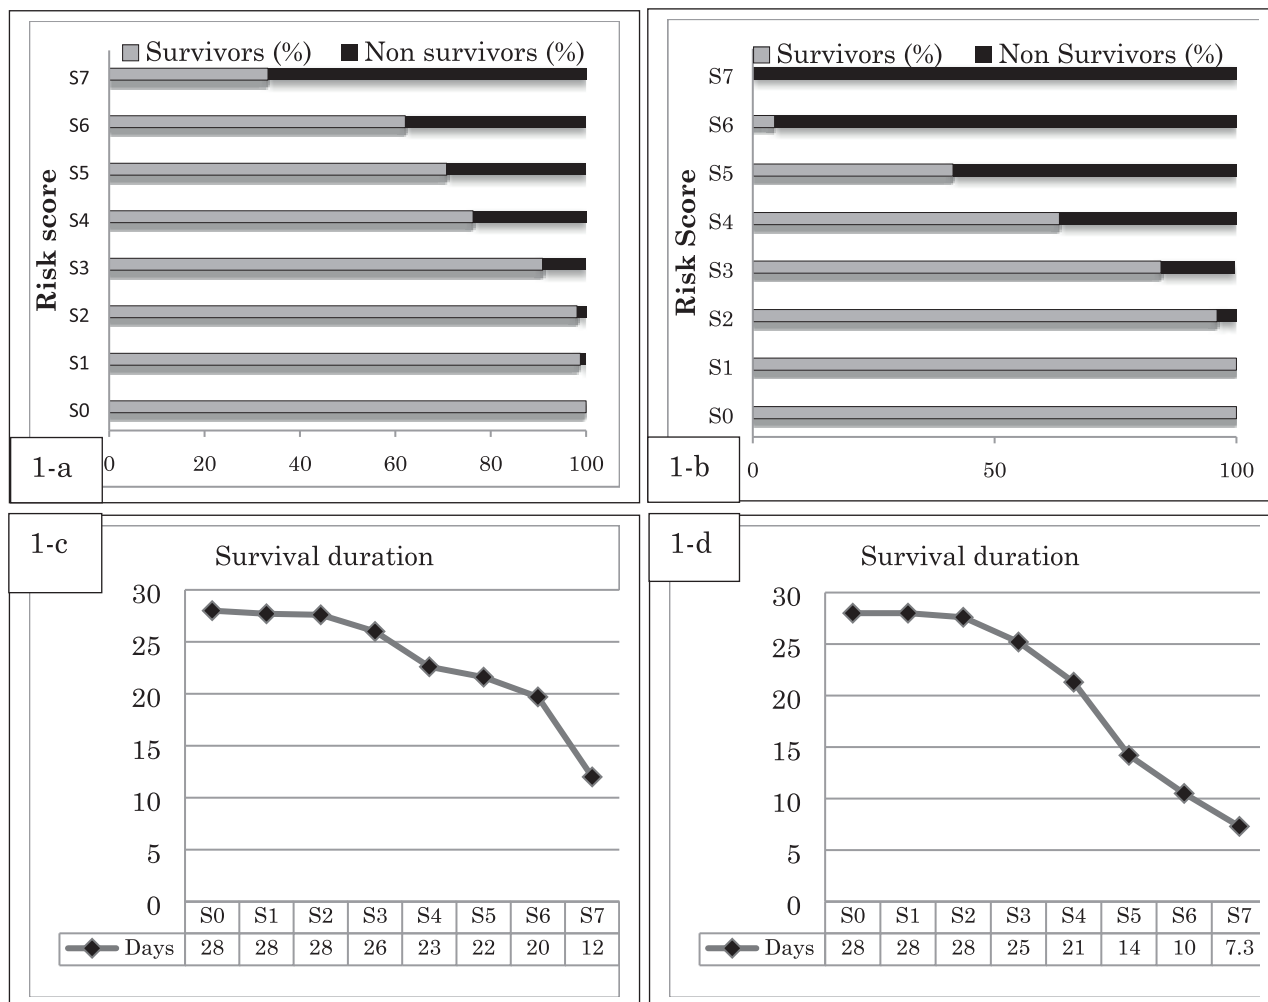 Survivors (%) Non survivors (%)
S7
S6
S5
S4
S3
S2
S1
S0
Risk score
0 20 40 60 80 100
1-a
Survivors (%) Non Survivors (%)
S7
S6
S5
S4
S3
S2
S1
S0
Risk Score
0 50 100
1-b
1-c
Survival duration
30
25
20
15
10
5
0
S0 S1 S2 S3 S4 S5 S6 S7
Days 28 28 28 26 23 22 20 12
1-d
Survival duration
30
25
20
15
10
5
0
S0 S1 S2 S3 S4 S5 S6 S7
Days 28 28 28 25 21 14 10 7.3